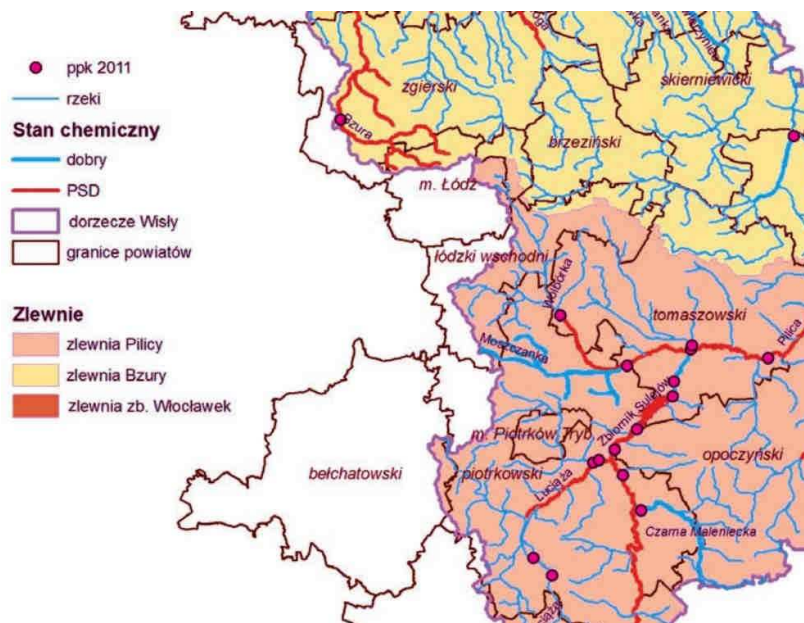 ppk 2011
rzeki
Stan chemiczny
dobry
PSD
dorzecze Wisły
granice powiatów
Zlewnie
zlewnia Pilicy
zlewnia Bzury
zlewnia zb. Włocławek
zgierski
skierniewicki
Bzura
brzeziński
m. Łódź
łódzki wschodni
Wolbórka
tomaszowski
Pilica
Moszczanka
Zbiornik Sulejów
m. Piotrków Tryb.
opoczyński
bełchatowski
piotrkowski
Luciąża
Czarna Maleniecka